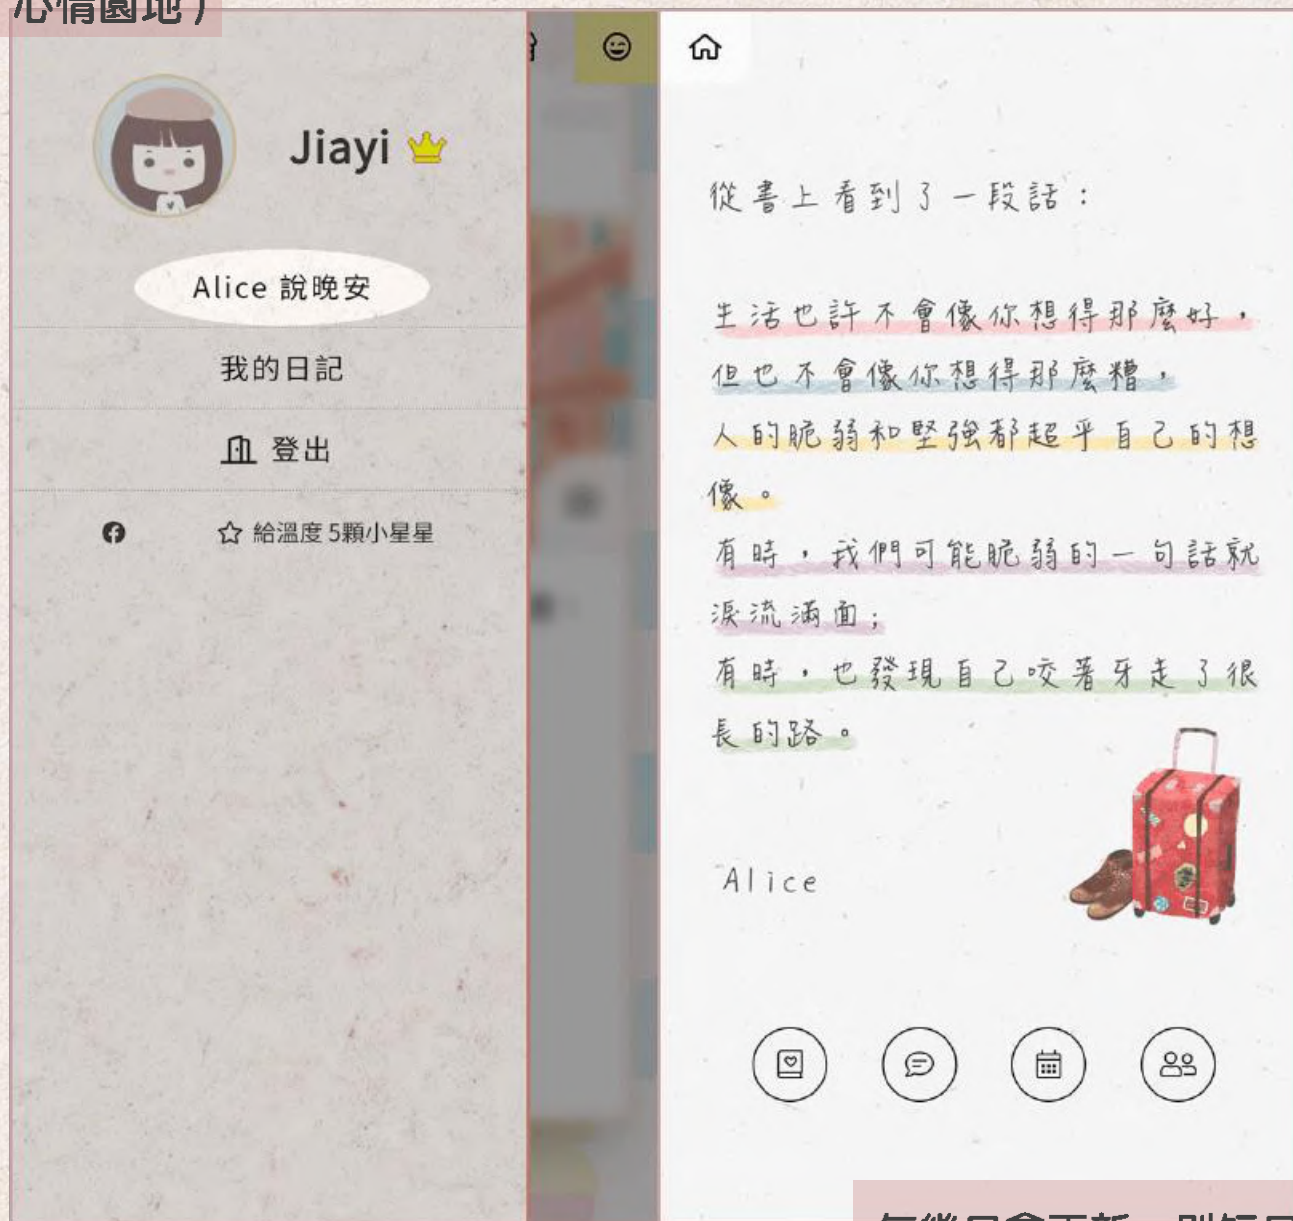 心情園地）
Jiayi
Alice 說晚安
我的日記
登出
給溫度 5顆小星星
從書上看到了一段話：
生活也許不會像你想得那麼好，
但也不會像你想得那麼糟，
人的脆弱和堅強都超乎自己的想
像。
有時，我們可能脆弱的一句話就
淚流滿面；
有時，也發現自己咬著牙走了很
長的路。
Alice